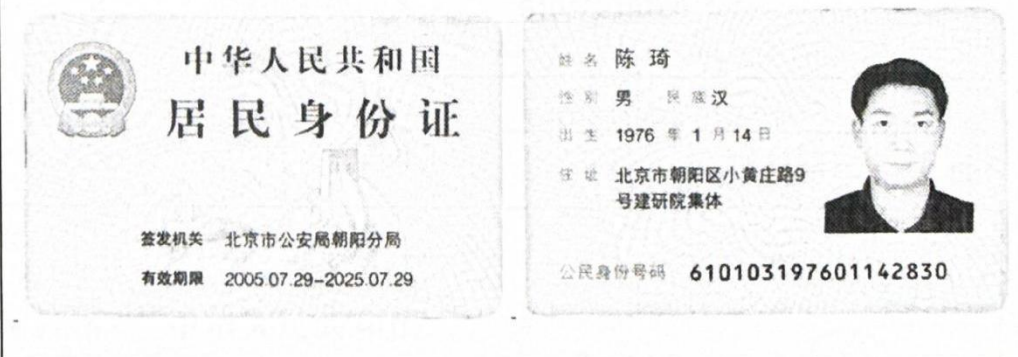 中华人民共和国
居民身份证
签发机关 北京市公安局朝阳分局
有效期限 2005.07.29-2025.07.29
姓名 陈琦
性别 男 民族 汉
出生 1976 年 1 月 14 日
住址 北京市朝阳区小黄庄路9
号建研院集体
公民身份号码 610103197601142830